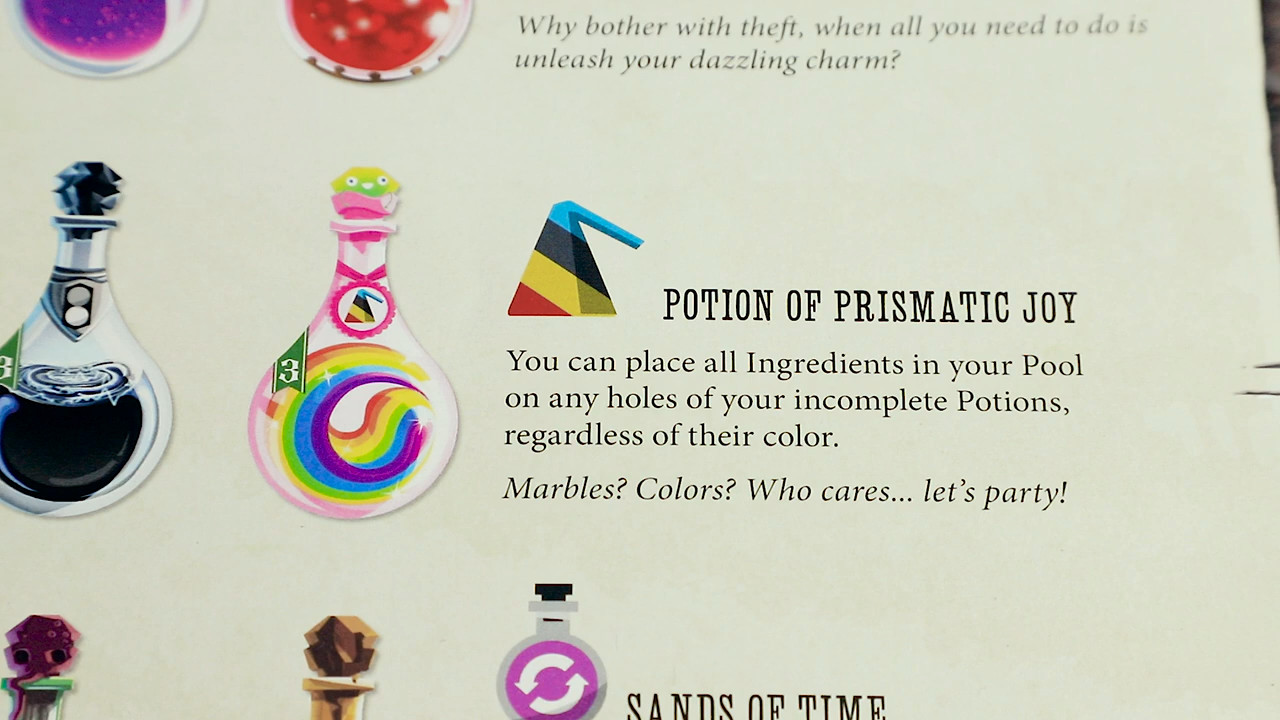 Why bother with theft, when all you need to do is
unleash your dazzling charm?
3
3
POTION OF PRISMATIC JOY
You can place all Ingredients in your Pool
on any holes of your incomplete Potions,
regardless of their color.
Marbles? Colors? Who cares... let's party!
SANDS OF TIME